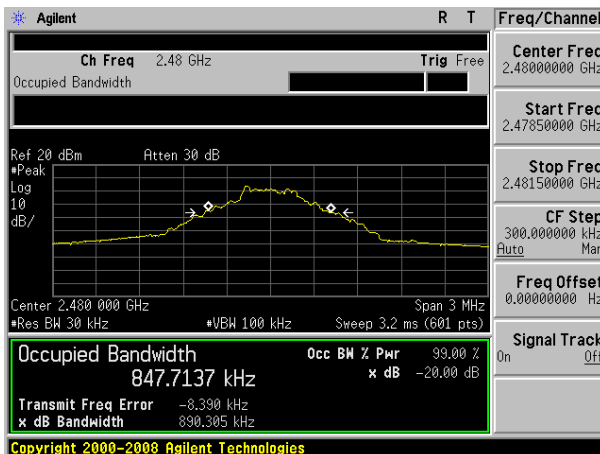 Agilent R T
Freq/Channel
Ch Freq 2.48 GHz Trig Free
Occupied Bandwidth
Center Freq
2.48000000 GHz
Start Freq
2.47850000 GHz
Stop Freq
2.48150000 GHz
CF Step
300.000000 kHz
Auto Man
Freq Offset
0.00000000 Hz
Signal Track
On Off
Ref 20 dBm Atten 30 dB
#Peak
Log
10
dB/
Center 2.480 000 GHz Span 3 MHz
#Res BW 30 kHz #VBW 100 kHz Sweep 3.2 ms (601 pts)
Occupied Bandwidth Occ BW % Pwr 99.00 %
847.7137 kHz x dB -20.00 dB
Transmit Freq Error -8.390 kHz
x dB Bandwidth 890.305 kHz
Copyright 2000-2008 Agilent Technologies